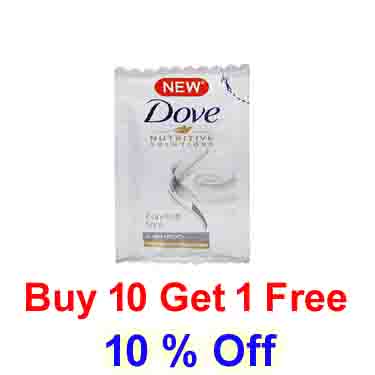 NEW
Dove
NUTRITIVE
SOLUTIONS
Buy 10 Get 1 Free
10 % Off